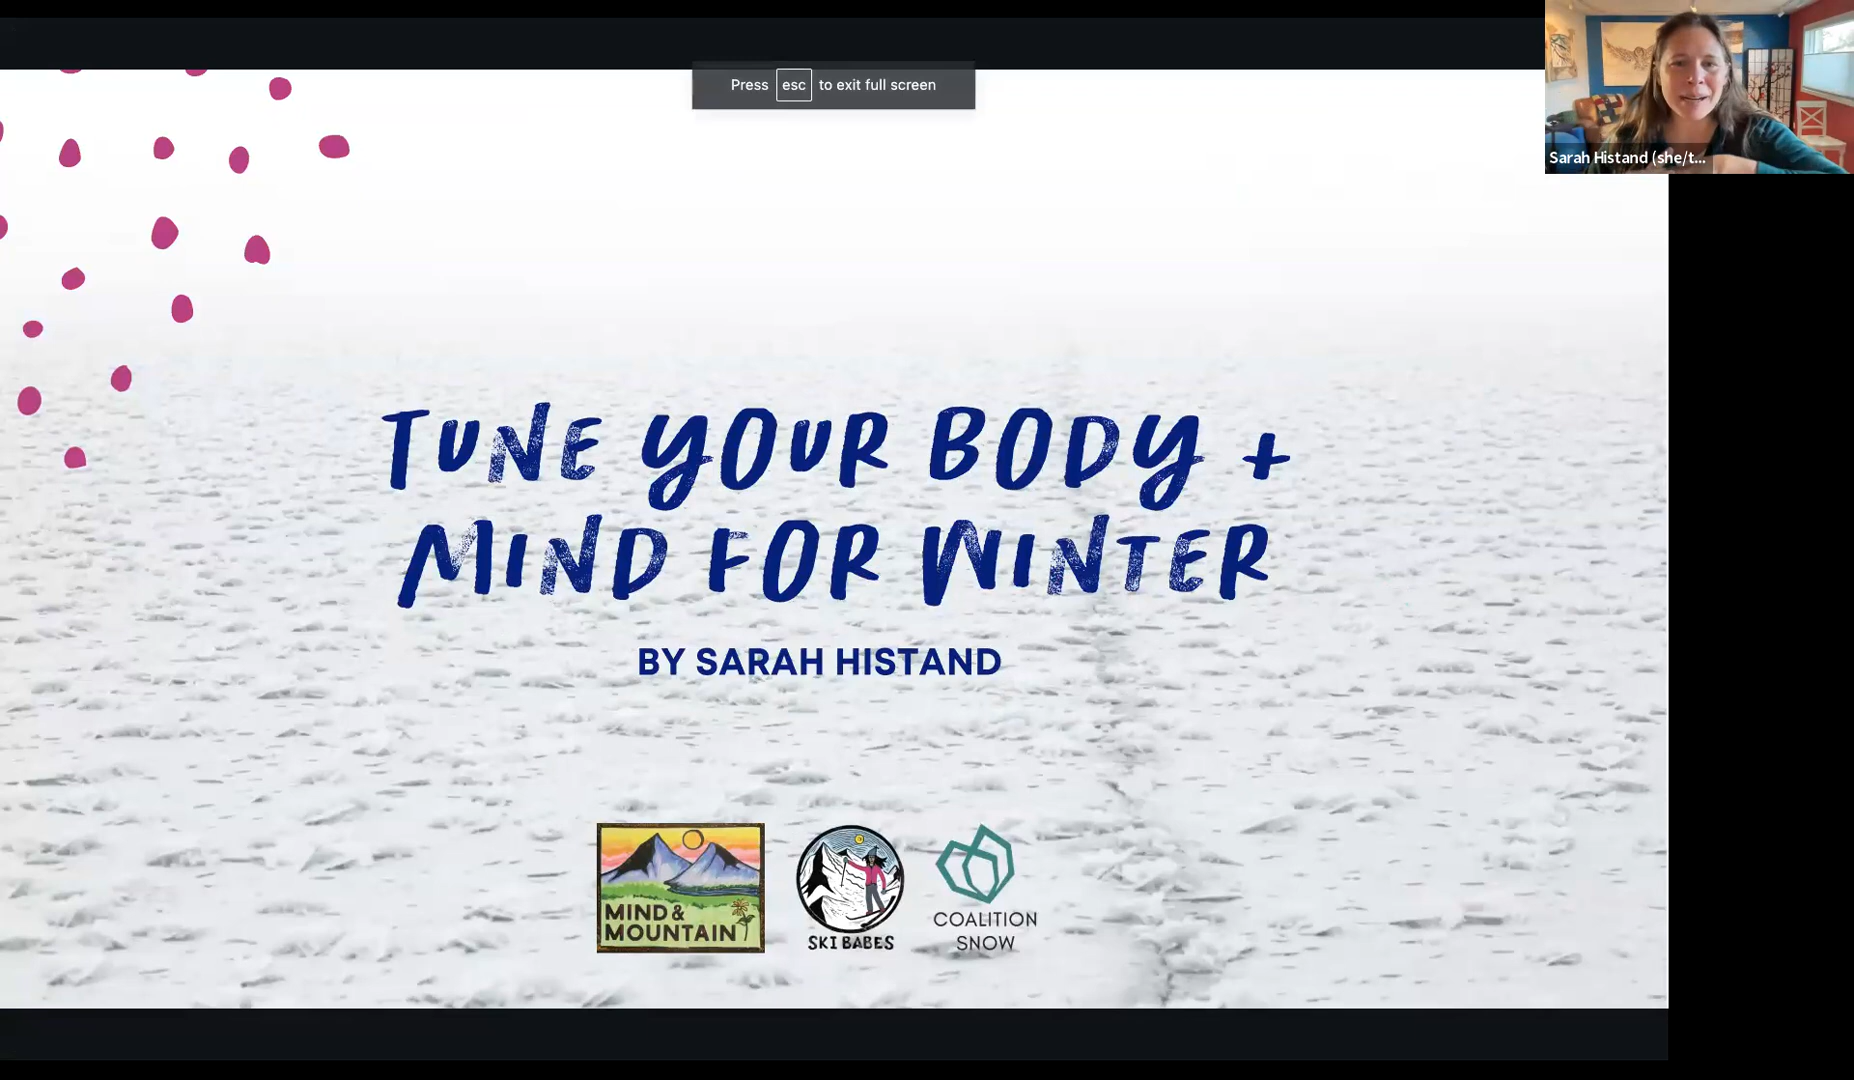 Press esc to exit full screen
Sarah Histand (she/t...
TUNE YOUR BODY +
MIND FOR WINTER
BY SARAH HISTAND
MIND &
MOUNTAIN
SKI BABES
COALITION
SNOW